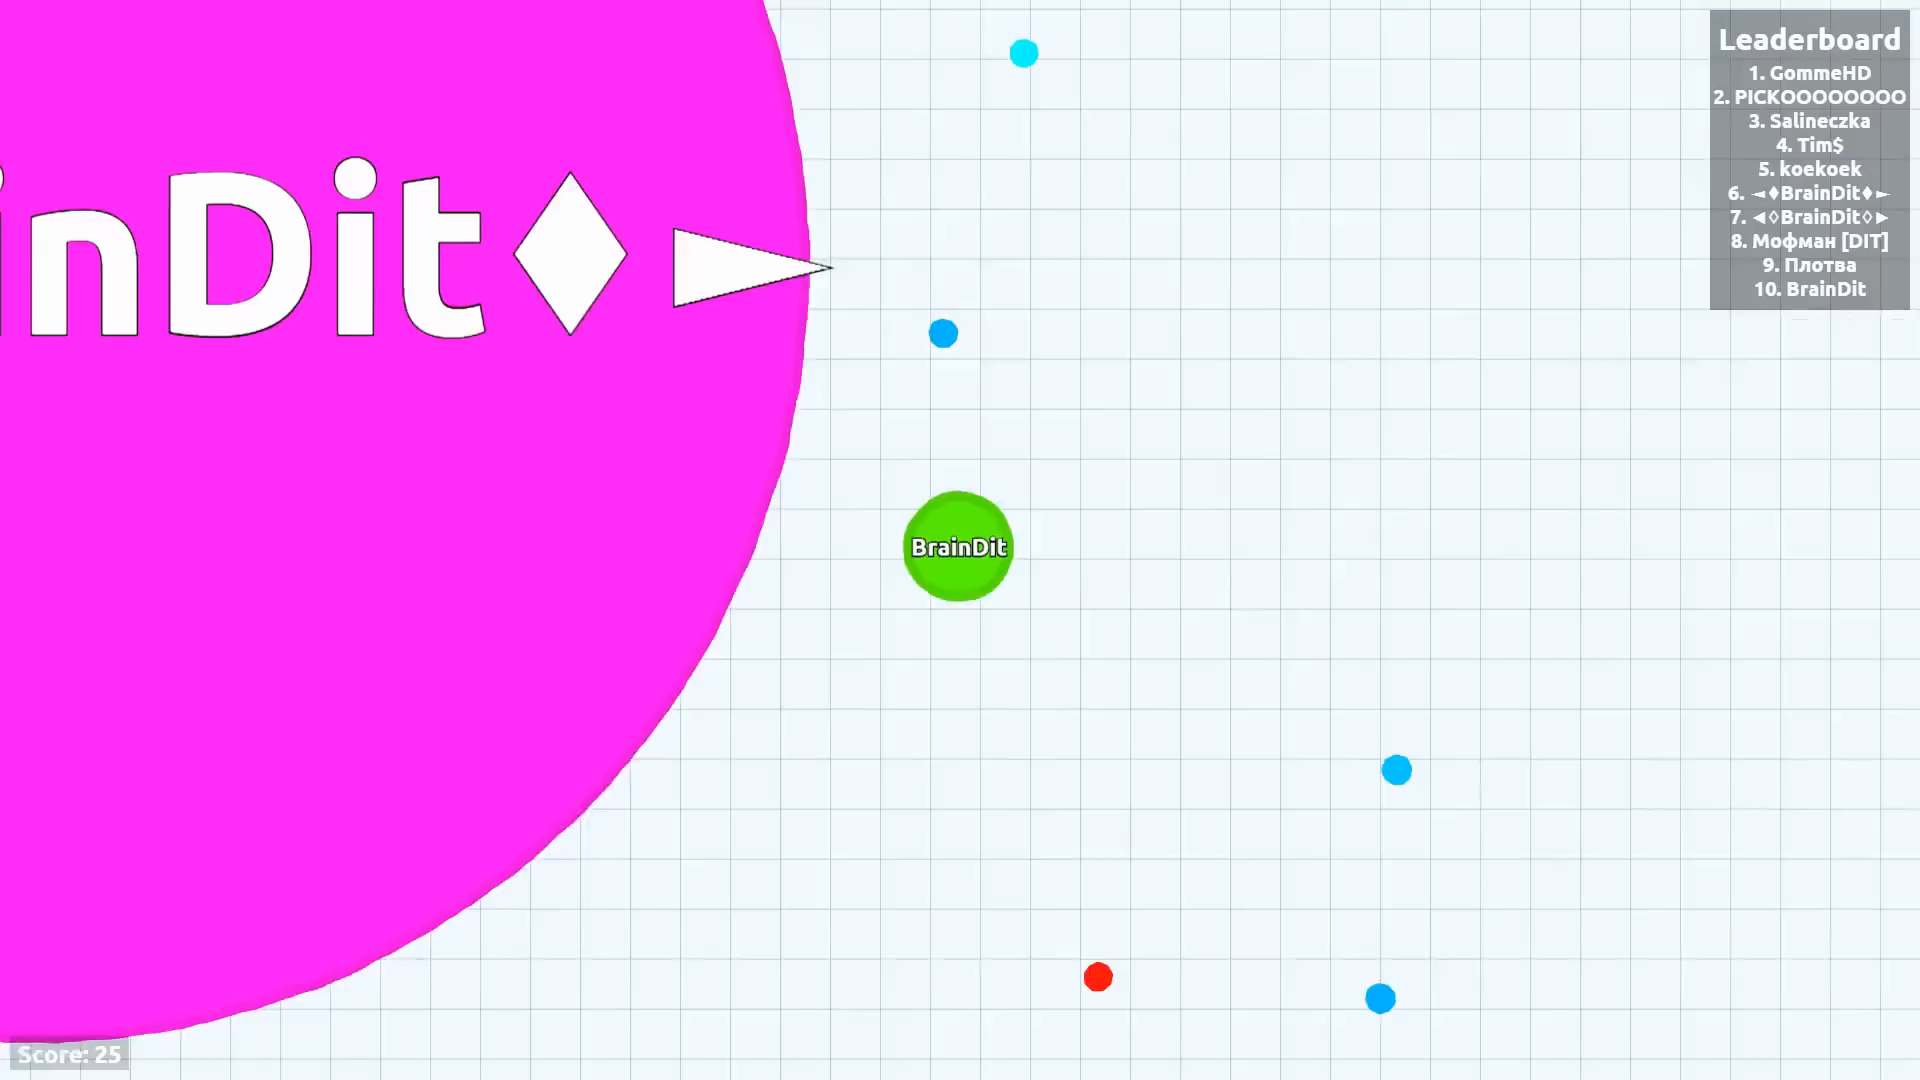 inDit♦►
BrainDit
Leaderboard
1. GommeHD
2. PICKOOOOOOOO
3. Salineczka
4. Tim$
5. koekoek
6. ◄♦BrainDit♦►
7. ◀◊BrainDit◊▶
8. Мофман [DIT]
9. Плотва
10. BrainDit
Score: 25